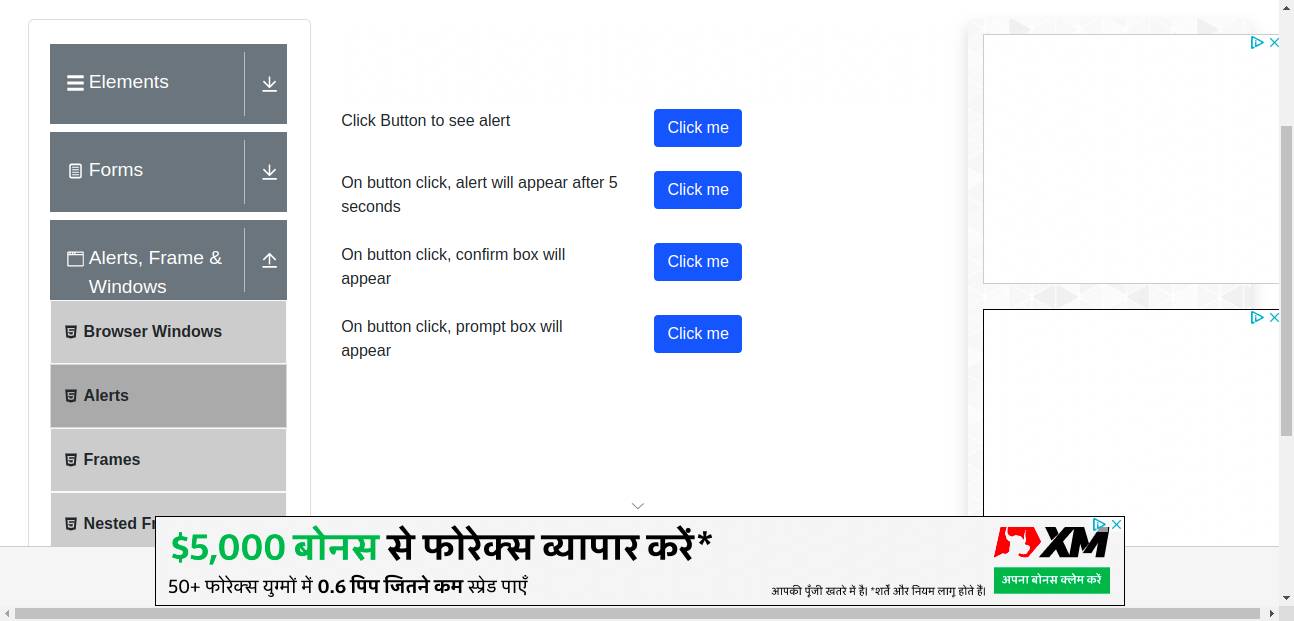 Elements
Forms
Alerts, Frame &
Windows
Browser Windows
Alerts
Frames
Nested
Click Button to see alert
Click me
On button click, alert will appear after 5
seconds
Click me
On button click, confirm box will
appear
Click me
On button click, prompt box will
appear
Click me
$5,000 बोनस से फोरेक्स व्यापार करें*
50+ फोरेक्स युग्मों में 0.6 पिप जितने कम स्प्रेड पाएँ
आपकी पूँजी खतरे में है। *शर्तें और नियम लागू होते हैं।
XM
अपना बोनस क्लेम करें